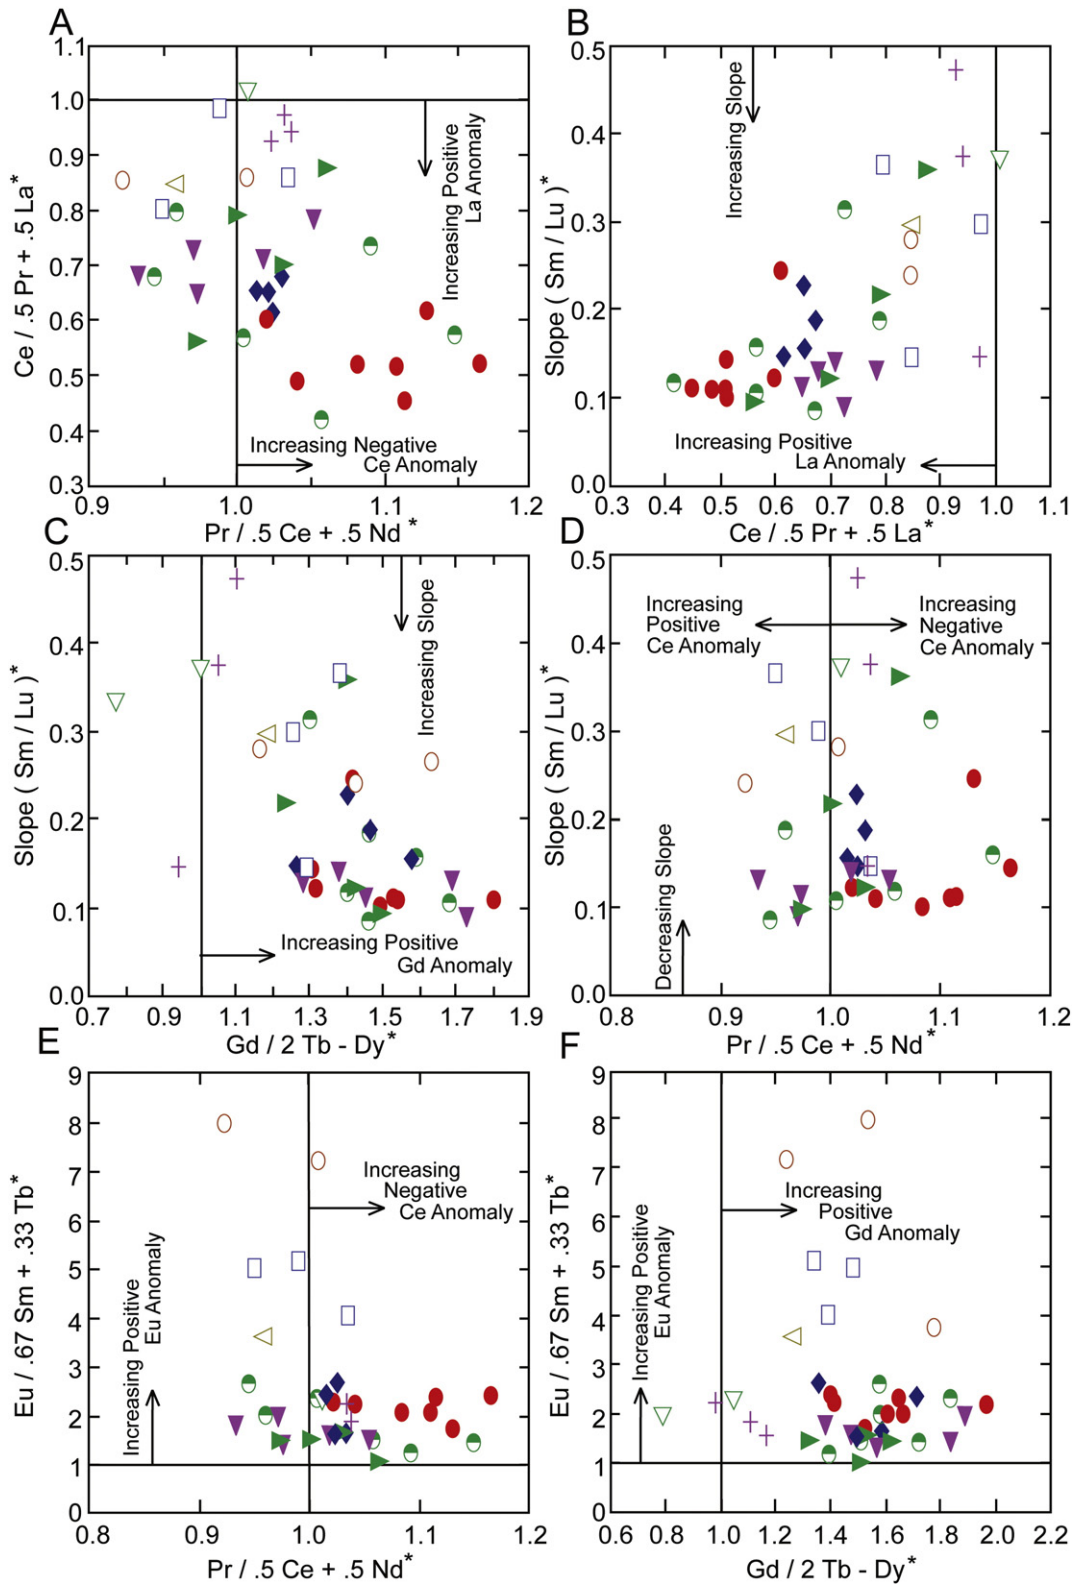 A
1.1
1.0
0.9
0.8
0.7
0.6
0.5
0.4
0.3
Ce / .5 Pr + .5 La*
Increasing Positive
La Anomaly
Increasing Negative
Ce Anomaly
0.9
1.0
1.1
1.2
Pr / .5 Ce + .5 Nd*
B
0.5
0.4
0.3
0.2
0.1
0.0
Slope ( Sm / Lu )*
Increasing Slope
Increasing Positive
La Anomaly
0.3
0.4
0.5
0.6
0.7
0.8
0.9
1.0
1.1
Ce / .5 Pr + .5 La*
C
0.5
0.4
0.3
0.2
0.1
0.0
Slope ( Sm / Lu )*
Increasing Slope
Increasing Positive
Gd Anomaly
0.7
0.9
1.1
1.3
1.5
1.7
1.9
Gd / 2 Tb - Dy*
D
0.5
0.4
0.3
0.2
0.1
0.0
Slope ( Sm / Lu )*
Increasing
Positive
Ce Anomaly
Increasing
Negative
Ce Anomaly
Decreasing Slope
0.9
1.0
1.1
1.2
Pr / .5 Ce + .5 Nd*
E
9
8
7
6
5
4
3
2
1
0
Eu / .67 Sm + .33 Tb*
Increasing Positive
Eu Anomaly
Increasing
Negative
Ce Anomaly
0.8
0.9
1.0
1.1
1.2
Pr / .5 Ce + .5 Nd*
F
9
8
7
6
5
4
3
2
1
0
Eu / .67 Sm + .33 Tb*
Increasing Positive
Eu Anomaly
Increasing
Positive
Gd Anomaly
0.6
0.8
1.0
1.2
1.4
1.6
1.8
2.0
2.2
Gd / 2 Tb - Dy*